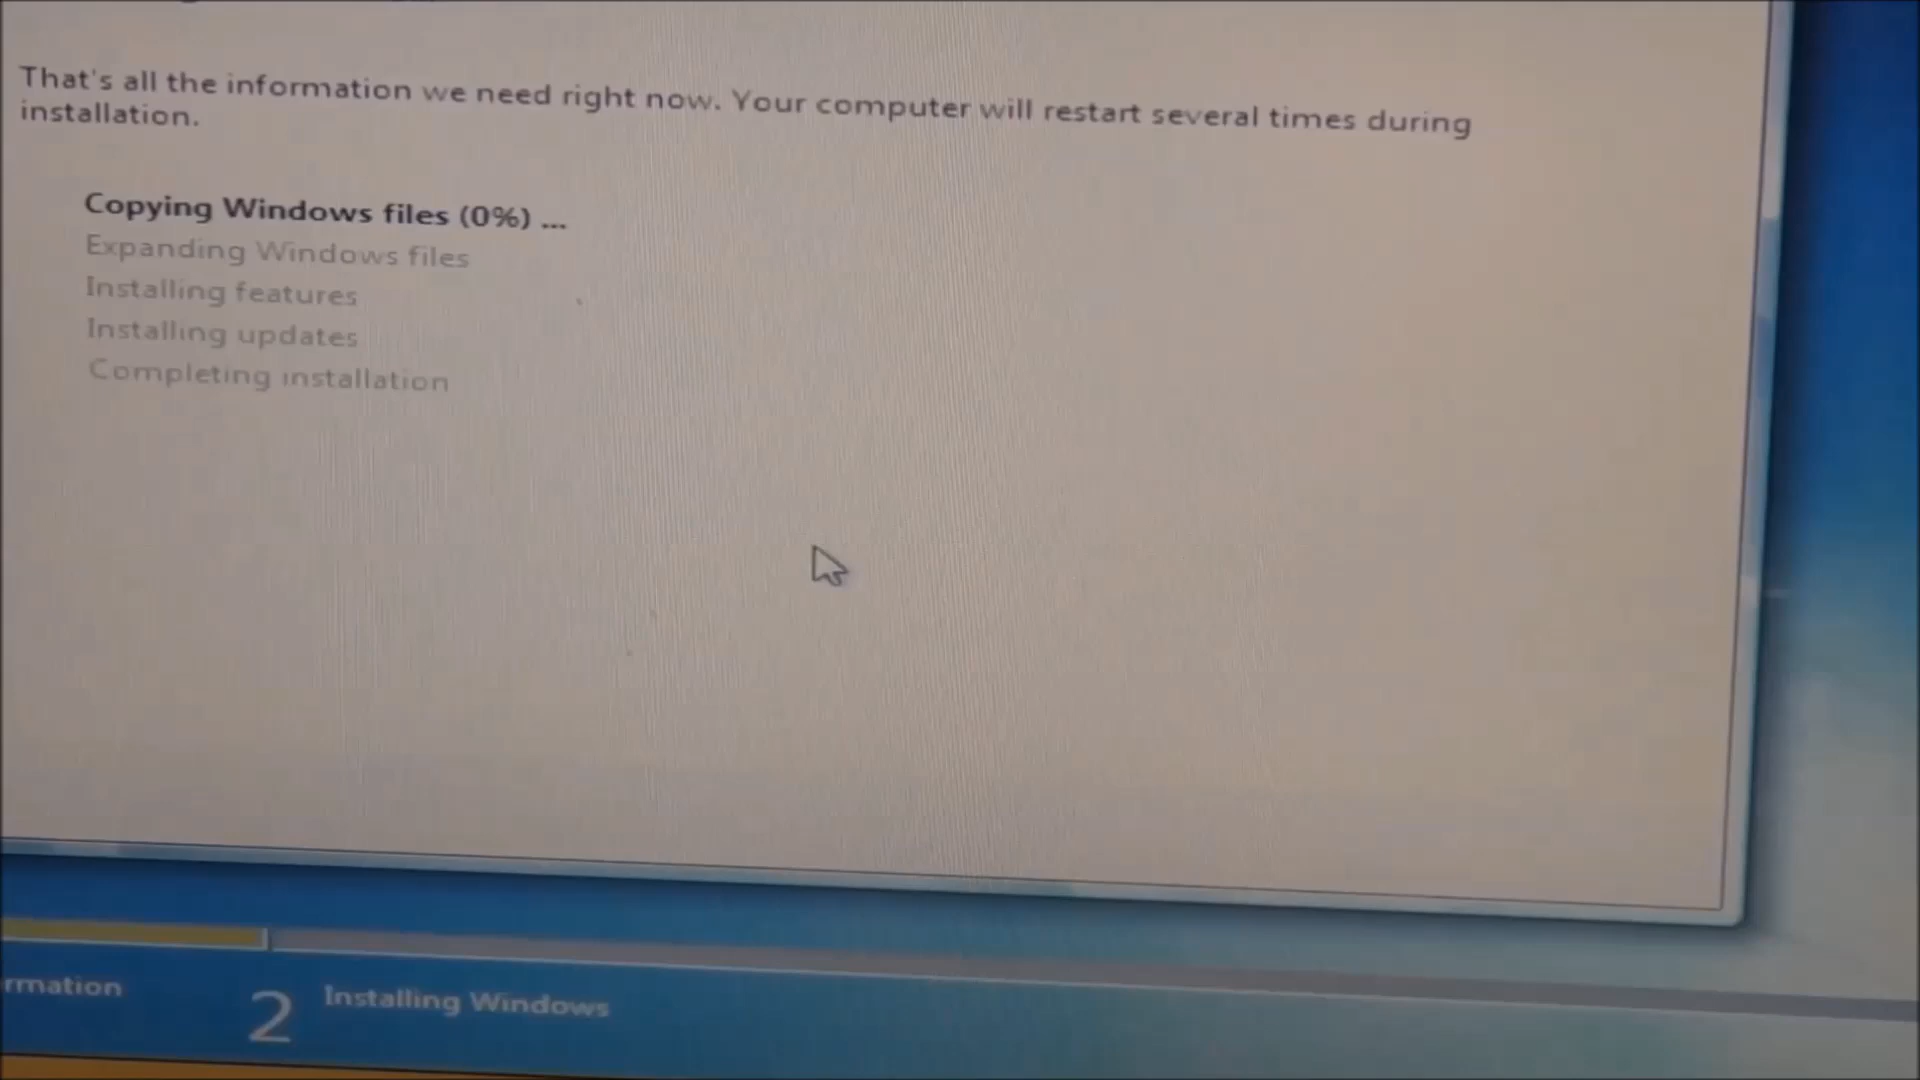 That's all the information we need right now. Your computer will restart several times during
installation.
Copying Windows files (0%) ...
Expanding Windows files
Installing features
Installing updates
Completing installation
rmation
2 Installing Windows